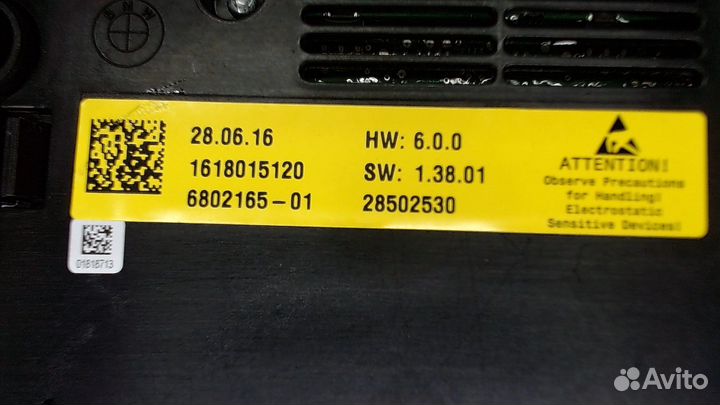 BMW
28.06.16
1618015120
6802165-01
HW: 6.0.0
SW: 1.38.01
28502530
ATTENTION!
Observe Precautions
for Handling!
Electrostatic
Sensitive Devices!
01818713
Avito